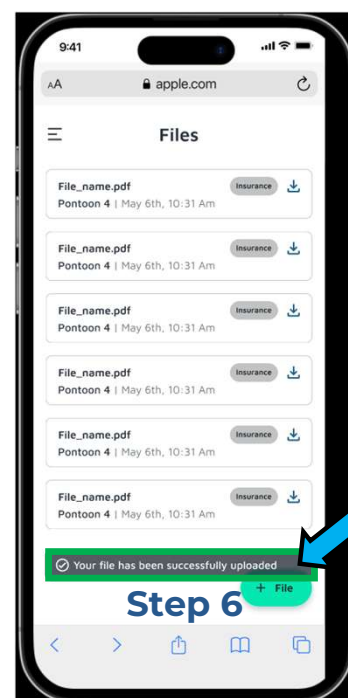 9:41
AA apple.com
Files
File_name.pdf Insurance
Pontoon 4 | May 6th, 10:31 Am
File_name.pdf Insurance
Pontoon 4 | May 6th, 10:31 Am
File_name.pdf Insurance
Pontoon 4 | May 6th, 10:31 Am
File_name.pdf Insurance
Pontoon 4 | May 6th, 10:31 Am
File_name.pdf Insurance
Pontoon 4 | May 6th, 10:31 Am
File_name.pdf Insurance
Pontoon 4 | May 6th, 10:31 Am
Your file has been successfully uploaded
+ File
Step 6